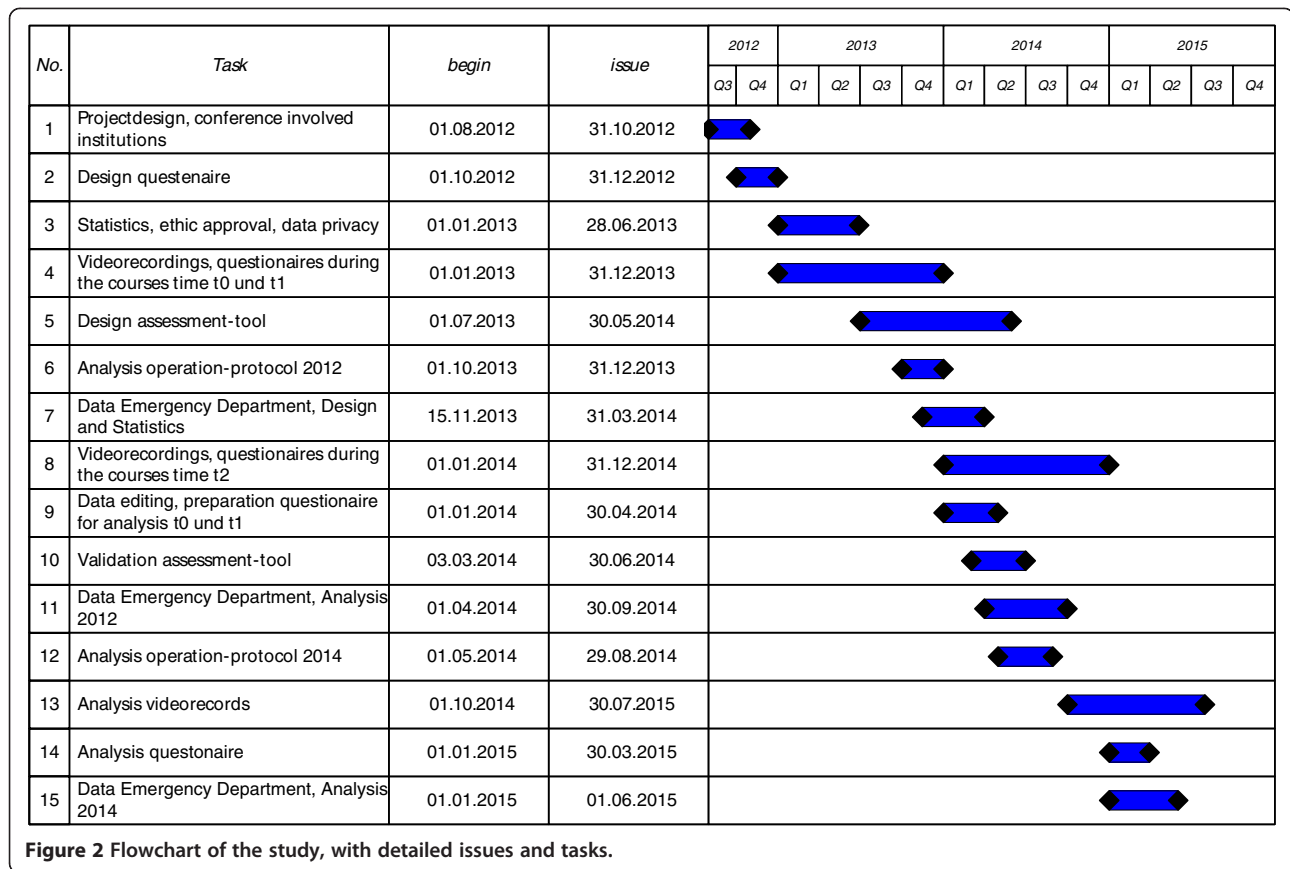 No. Task begin issue 2012 2013 2014 2015
Q3 Q4 Q1 Q2 Q3 Q4 Q1 Q2 Q3 Q4 Q1 Q2 Q3 Q4
1 Projectdesign, conference involved
institutions 01.08.2012 31.10.2012
2 Design questenaire 01.10.2012 31.12.2012
3 Statistics, ethic approval, data privacy 01.01.2013 28.06.2013
4 Videorecordings, questionaires during
the courses time t0 und t1 01.01.2013 31.12.2013
5 Design assessment-tool 01.07.2013 30.05.2014
6 Analysis operation-protocol 2012 01.10.2013 31.12.2013
7 Data Emergency Department, Design
and Statistics 15.11.2013 31.03.2014
8 Videorecordings, questionaires during
the courses time t2 01.01.2014 31.12.2014
9 Data editing, preparation questionaire
for analysis t0 und t1 01.01.2014 30.04.2014
10 Validation assessment-tool 03.03.2014 30.06.2014
11 Data Emergency Department, Analysis
2012 01.04.2014 30.09.2014
12 Analysis operation-protocol 2014 01.05.2014 29.08.2014
13 Analysis videorecords 01.10.2014 30.07.2015
14 Analysis questonaire 01.01.2015 30.03.2015
15 Data Emergency Department, Analysis
2014 01.01.2015 01.06.2015
Figure 2 Flowchart of the study, with detailed issues and tasks.